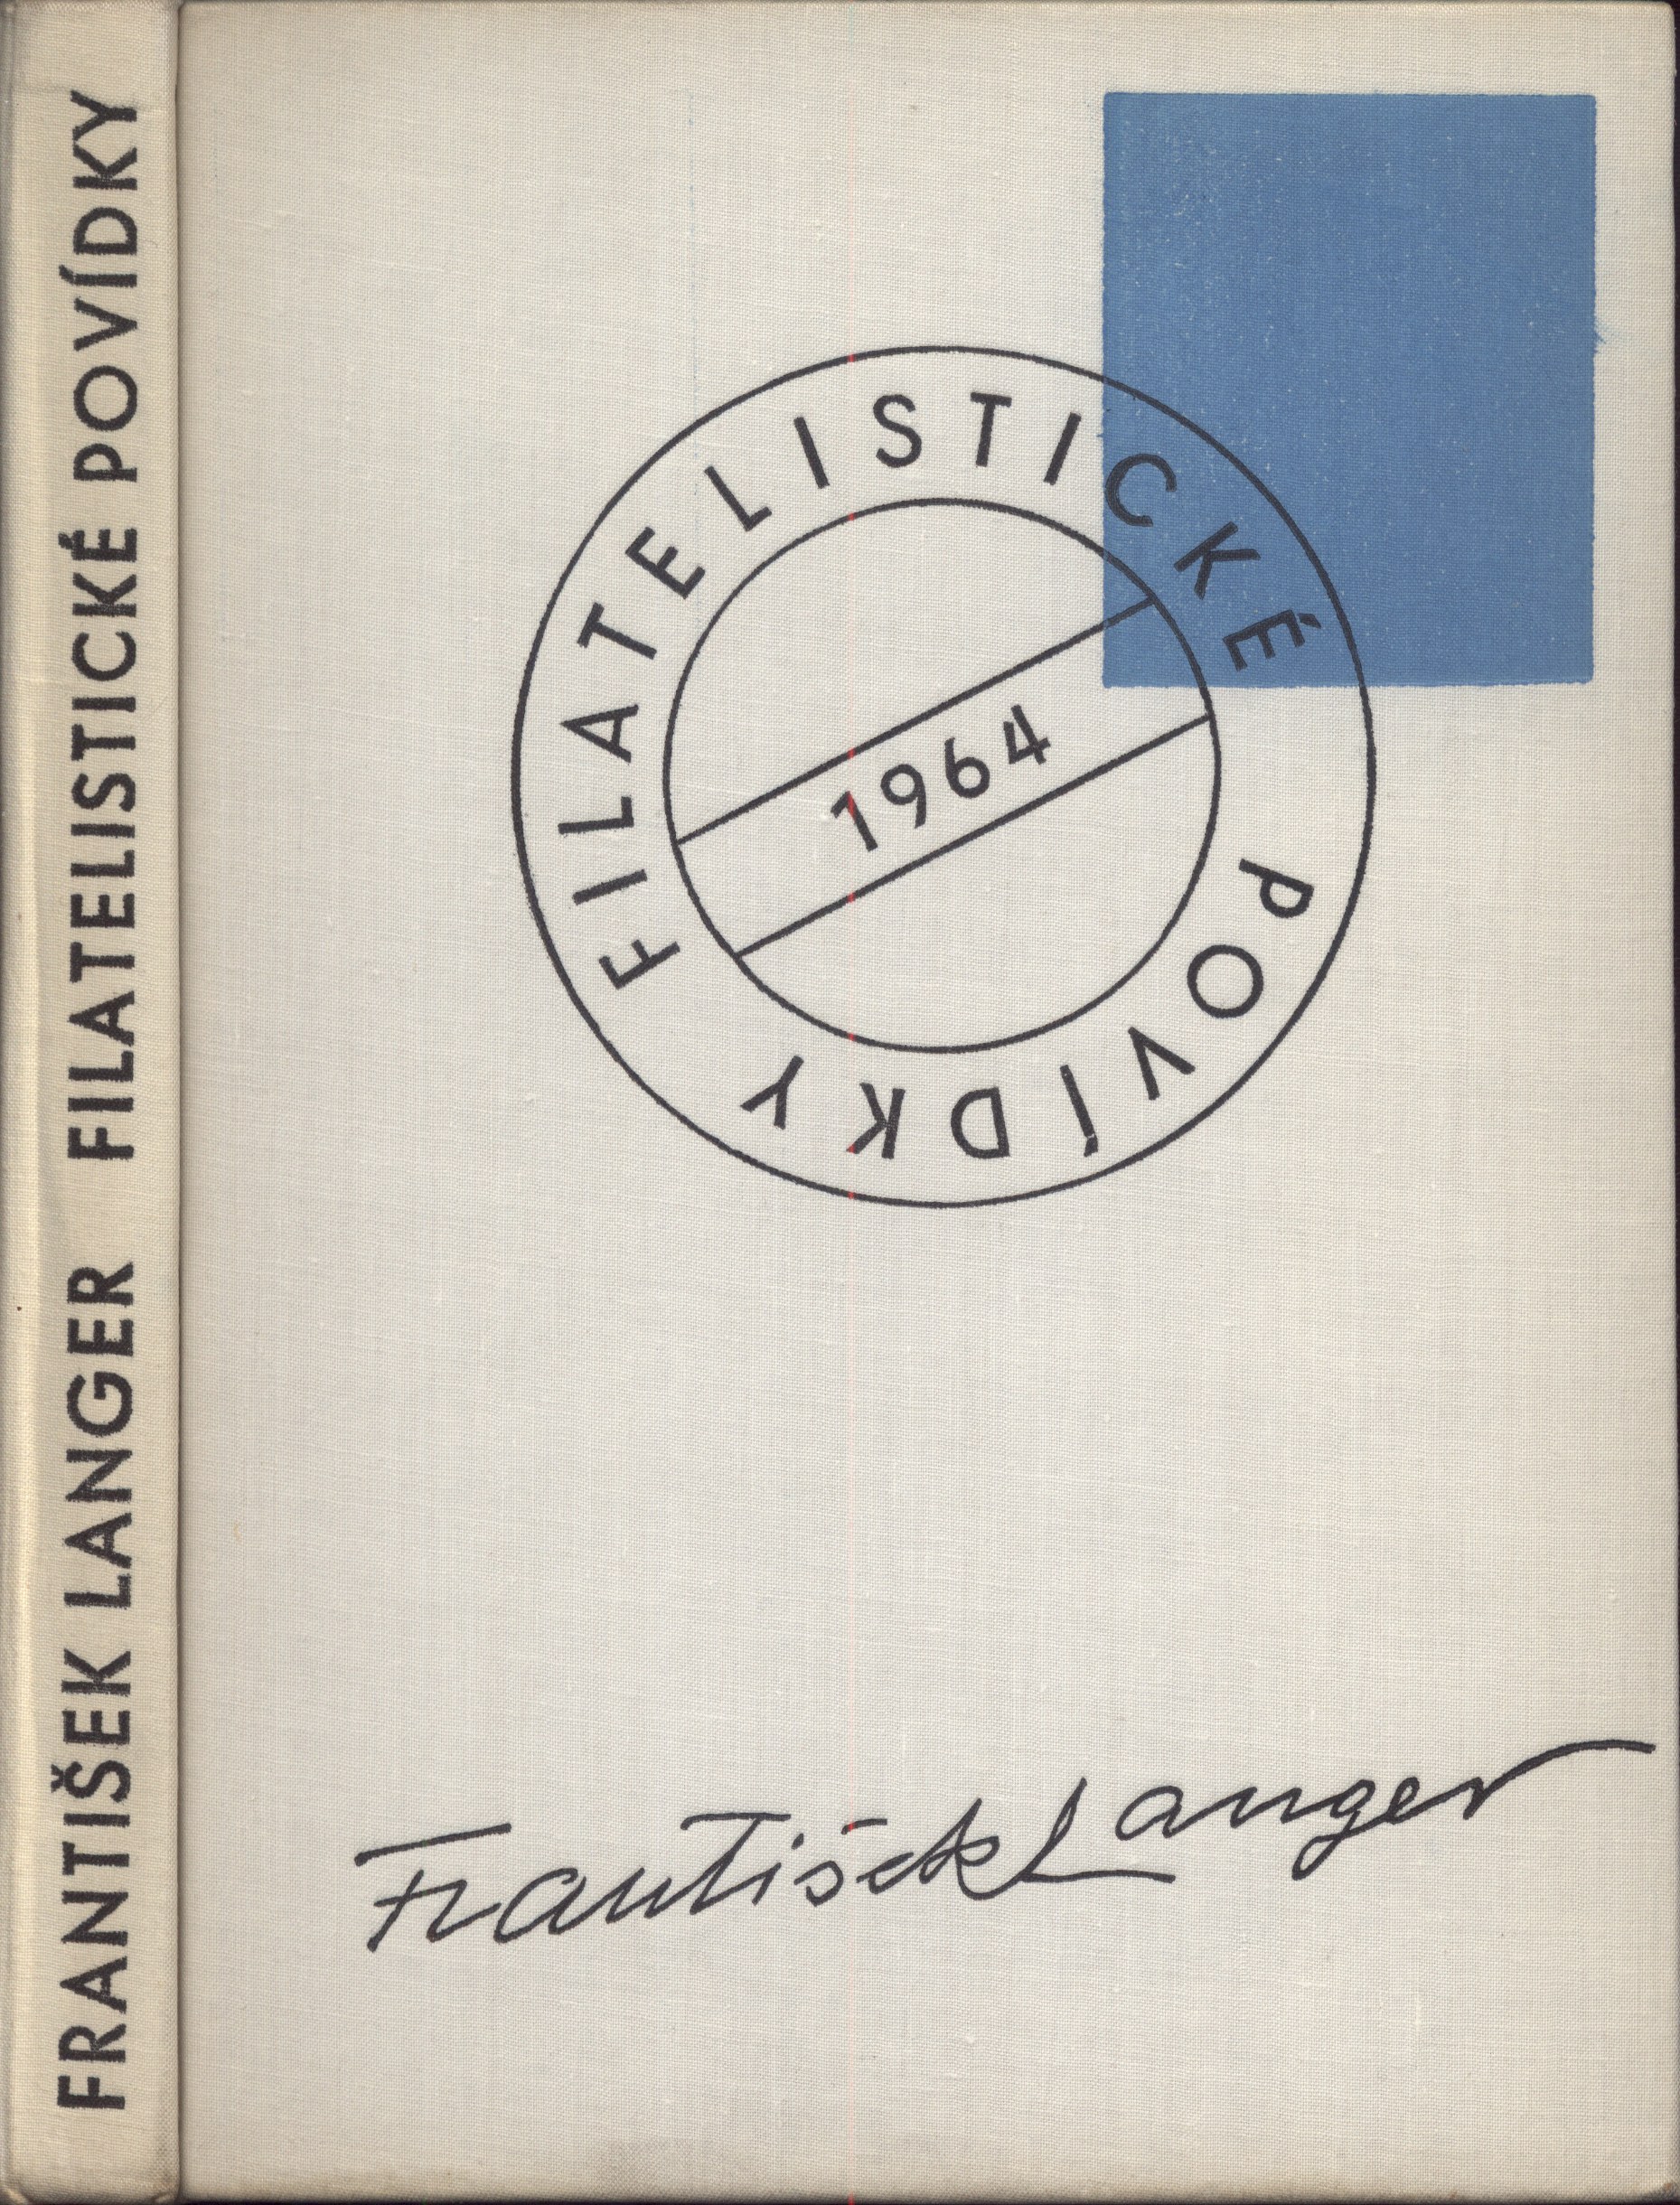 FRANTIŠEK LANGER FILATELISTICKÉ POVÍDKY
FILATELISTICKÉ POVÍDKY
1964
František Langer